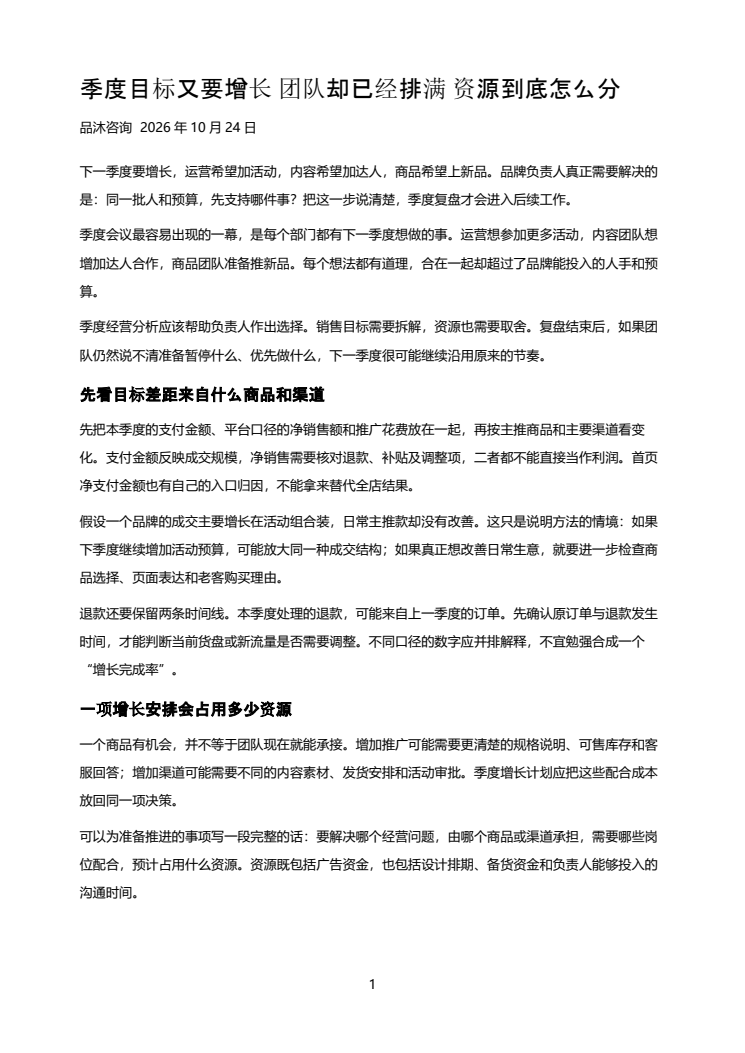 季度目标又要增长 团队却已经排满 资源到底怎么分
品沐咨询 2026 年 10 月 24 日
下一季度要增长，运营希望加活动，内容希望加达人，商品希望上新品。品牌负责人真正需要解决的
是：同一批人和预算，先支持哪件事？把这一步说清楚，季度复盘才会进入后续工作。
季度会议最容易出现的一幕，是每个部门都有下一季度想做的事。运营想参加更多活动，内容团队想
增加达人合作，商品团队准备推新品。每个想法都有道理，合在一起却超过了品牌能投入的人手和预
算。
季度经营分析应该帮助负责人作出选择。销售目标需要拆解，资源也需要取舍。复盘结束后，如果团
队仍然说不清准备暂停什么、优先做什么，下一季度很可能继续沿用原来的节奏。
先看目标差距来自什么商品和渠道
先把本季度的支付金额、平台口径的净销售额和推广花费放在一起，再按主推商品和主要渠道看变
化。支付金额反映成交规模，净销售需要核对退款、补贴及调整项，二者都不能直接当作利润。首页
净支付金额也有自己的入口归因，不能拿来替代全店结果。
假设一个品牌的成交主要增长在活动组合装，日常主推款却没有改善。这只是说明方法的情境：如果
下季度继续增加活动预算，可能放大同一种成交结构；如果真正想改善日常生意，就要进一步检查商
品选择、页面表达和老客购买理由。
退款还要保留两条时间线。本季度处理的退款，可能来自上一季度的订单。先确认原订单与退款发生
时间，才能判断当前货盘或新流量是否需要调整。不同口径的数字应并排解释，不宜勉强合成一个
“增长完成率”。
一项增长安排会占用多少资源
一个商品有机会，并不等于团队现在就能承接。增加推广可能需要更清楚的规格说明、可售库存和客
服回答；增加渠道可能需要不同的内容素材、发货安排和活动审批。季度增长计划应把这些配合成本
放回同一项决策。
可以为准备推进的事项写一段完整的话：要解决哪个经营问题，由哪个商品或渠道承担，需要哪些岗
位配合，预计占用什么资源。资源既包括广告资金，也包括设计排期、备货资金和负责人能够投入的
沟通时间。
1